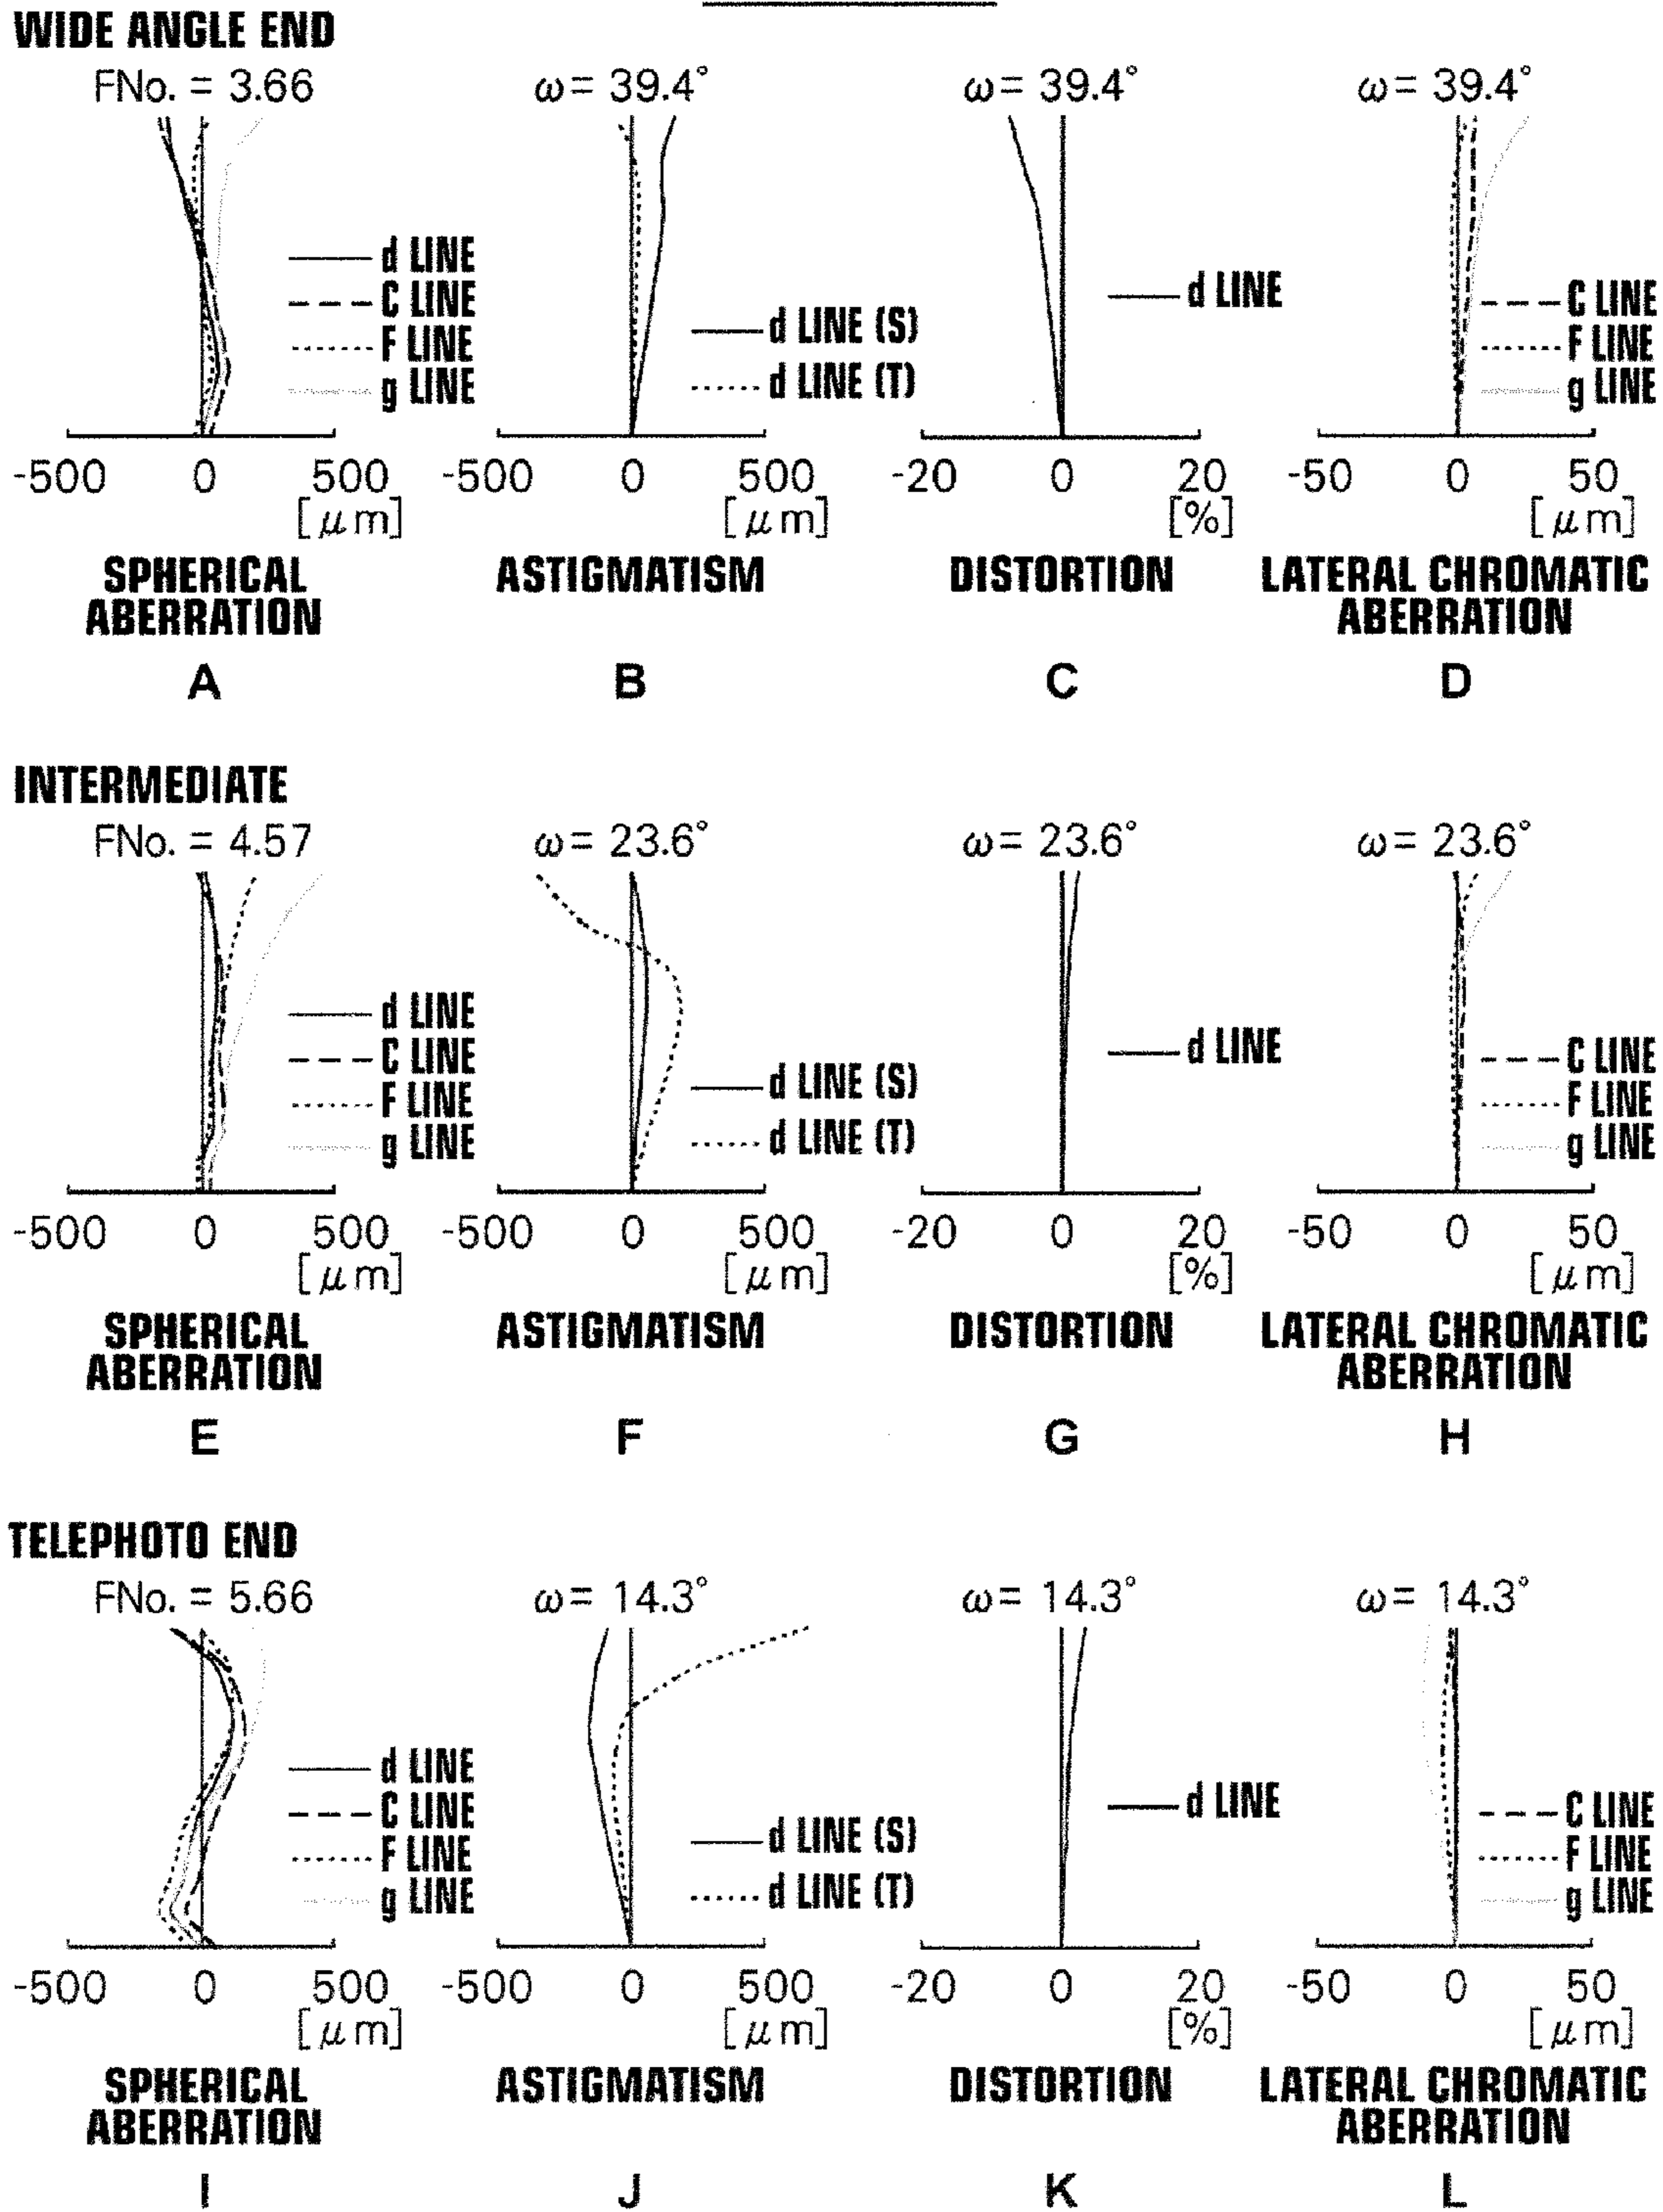 WIDE ANGLE END
FNo. = 3.66
ω= 39.4°
ω= 39.4°
ω= 39.4°
d LINE
C LINE
F LINE
g LINE
d LINE (S)
d LINE (T)
d LINE
C LINE
F LINE
g LINE
-500 0 500
[μm]
-500 0 500
[μm]
-20 0 20
[%]
-50 0 50
[μm]
SPHERICAL
ABERRATION
ASTIGMATISM
DISTORTION
LATERAL CHROMATIC
ABERRATION
A
B
C
D
INTERMEDIATE
FNo. = 4.57
ω= 23.6°
ω= 23.6°
ω= 23.6°
d LINE
C LINE
F LINE
g LINE
d LINE (S)
d LINE (T)
d LINE
C LINE
F LINE
g LINE
-500 0 500
[μm]
-500 0 500
[μm]
-20 0 20
[%]
-50 0 50
[μm]
SPHERICAL
ABERRATION
ASTIGMATISM
DISTORTION
LATERAL CHROMATIC
ABERRATION
E
F
G
H
TELEPHOTO END
FNo. = 5.66
ω= 14.3°
ω= 14.3°
ω= 14.3°
d LINE
C LINE
F LINE
g LINE
d LINE (S)
d LINE (T)
d LINE
C LINE
F LINE
g LINE
-500 0 500
[μm]
-500 0 500
[μm]
-20 0 20
[%]
-50 0 50
[μm]
SPHERICAL
ABERRATION
ASTIGMATISM
DISTORTION
LATERAL CHROMATIC
ABERRATION
I
J
K
L